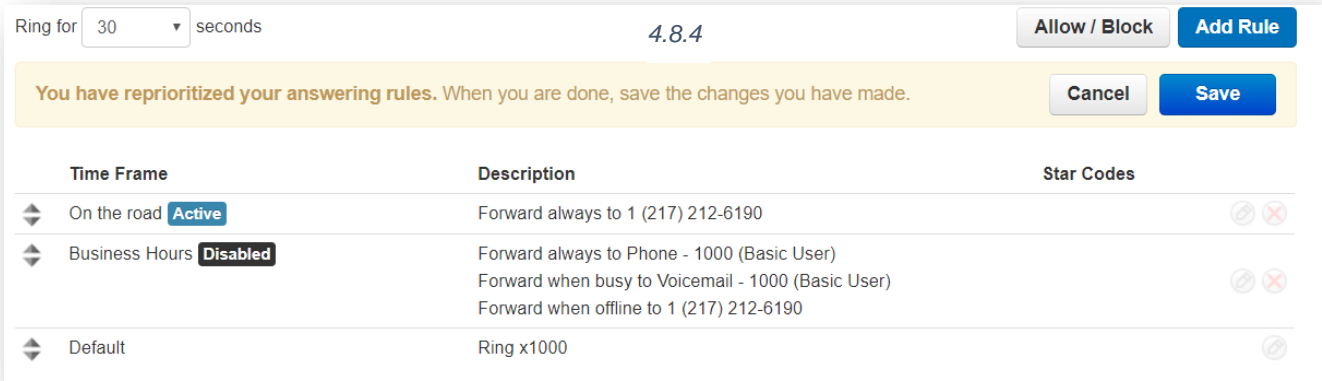 Ring for 30 seconds 4.8.4 Allow / Block Add Rule
You have reprioritized your answering rules. When you are done, save the changes you have made. Cancel Save
Time Frame Description Star Codes
On the road Active Forward always to 1 (217) 212-6190
Business Hours Disabled Forward always to Phone - 1000 (Basic User)
Forward when busy to Voicemail - 1000 (Basic User)
Forward when offline to 1 (217) 212-6190
Default Ring x1000